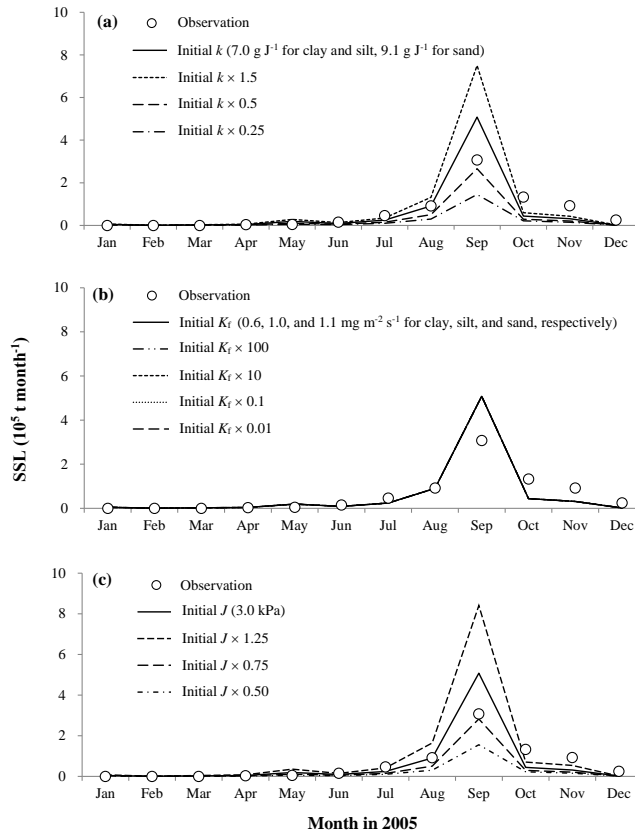 (a)
10
8
6
4
2
0
Observation
Initial k (7.0 g J⁻¹ for clay and silt, 9.1 g J⁻¹ for sand)
Initial k × 1.5
Initial k × 0.5
Initial k × 0.25
Jan Feb Mar Apr May Jun Jul Aug Sep Oct Nov Dec
(b)
10
8
6
4
2
0
Observation
Initial Kf (0.6, 1.0, and 1.1 mg m⁻² s⁻¹ for clay, silt, and sand, respectively)
Initial Kf × 100
Initial Kf × 10
Initial Kf × 0.1
Initial Kf × 0.01
Jan Feb Mar Apr May Jun Jul Aug Sep Oct Nov Dec
SSL (10⁵ t month⁻¹)
(c)
10
8
6
4
2
0
Observation
Initial J (3.0 kPa)
Initial J × 1.25
Initial J × 0.75
Initial J × 0.50
Jan Feb Mar Apr May Jun Jul Aug Sep Oct Nov Dec
Month in 2005